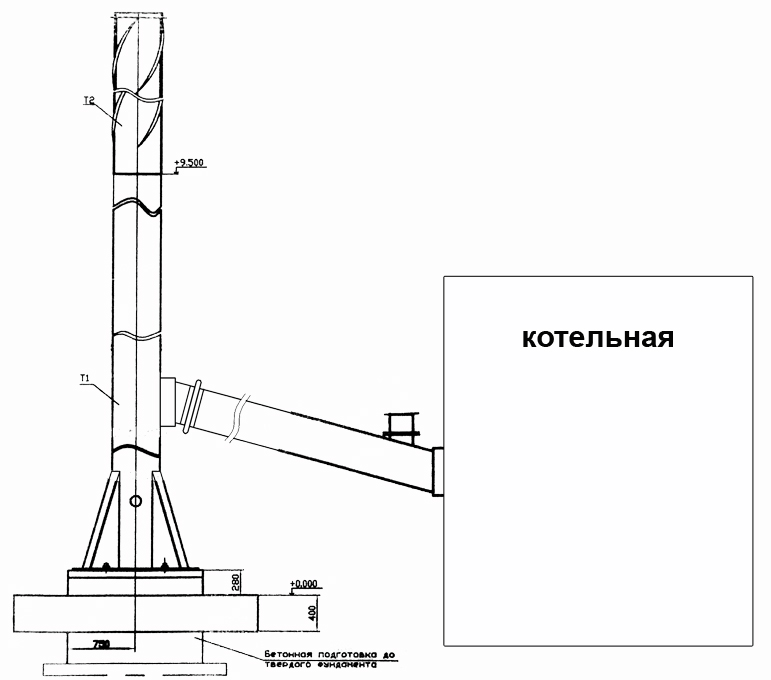 Т2
+9.500
котельная
Т1
+0.000
280
400
750
Бетонная подготовка до
твердого фундамента